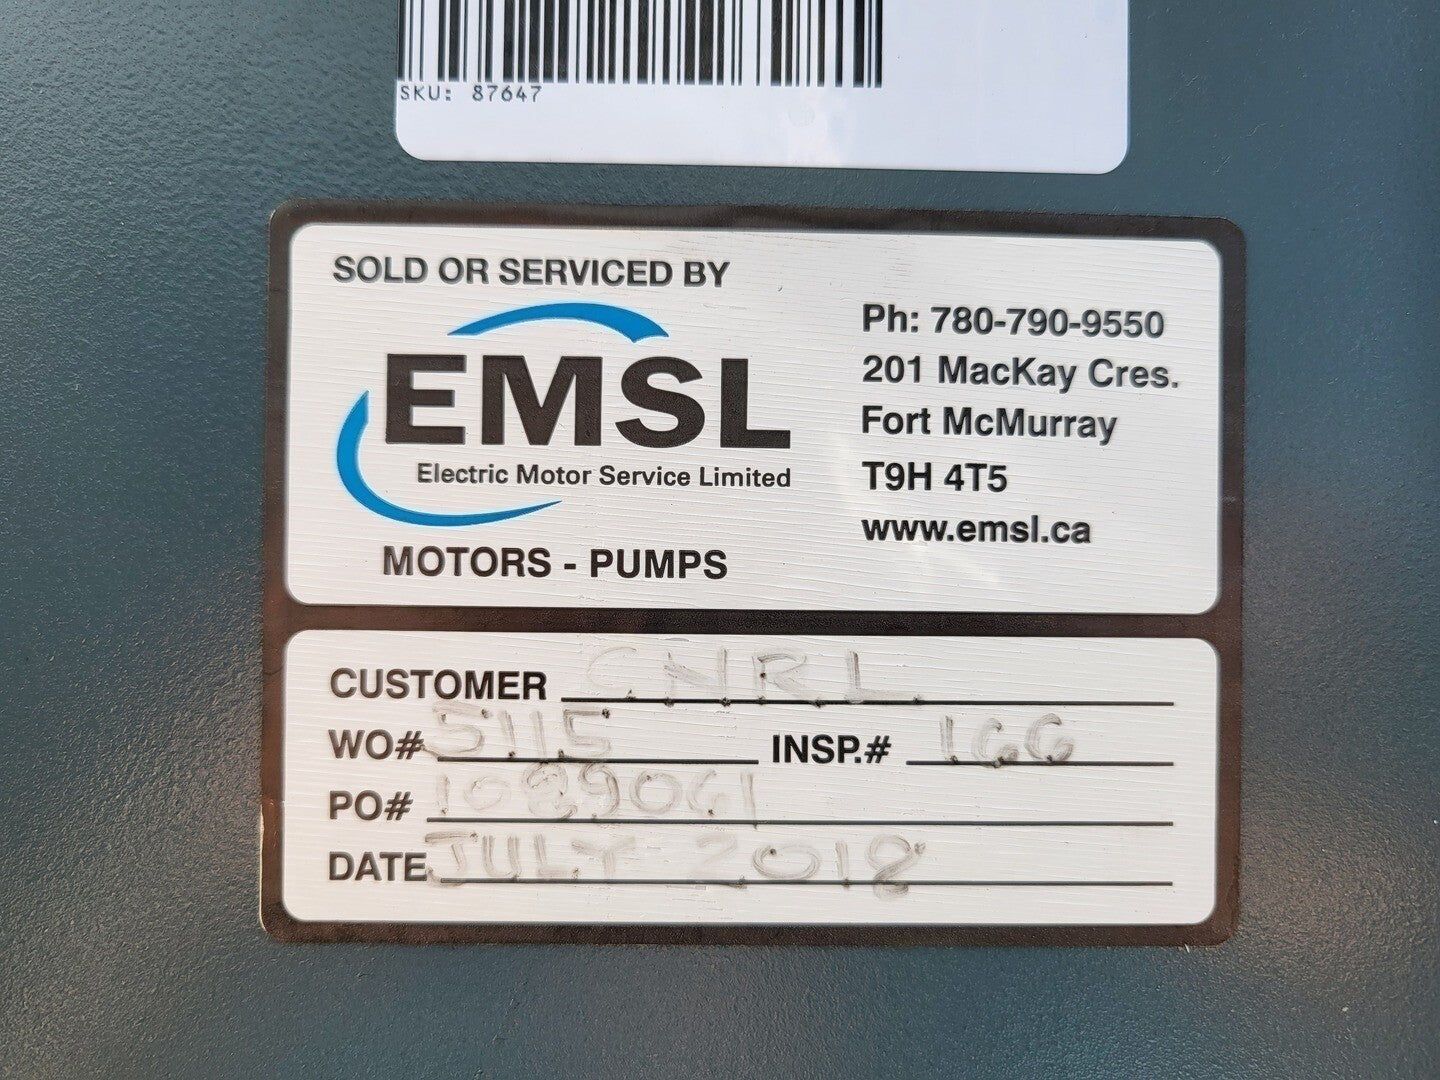 SKU: 87647
SOLD OR SERVICED BY
EMSL
Electric Motor Service Limited
MOTORS - PUMPS
Ph: 780-790-9550
201 MacKay Cres.
Fort McMurray
T9H 4T5
www.emsl.ca
CUSTOMER CNRL
WO# 5115 INSP.# 166
PO# 1089061
DATE JULY 2018